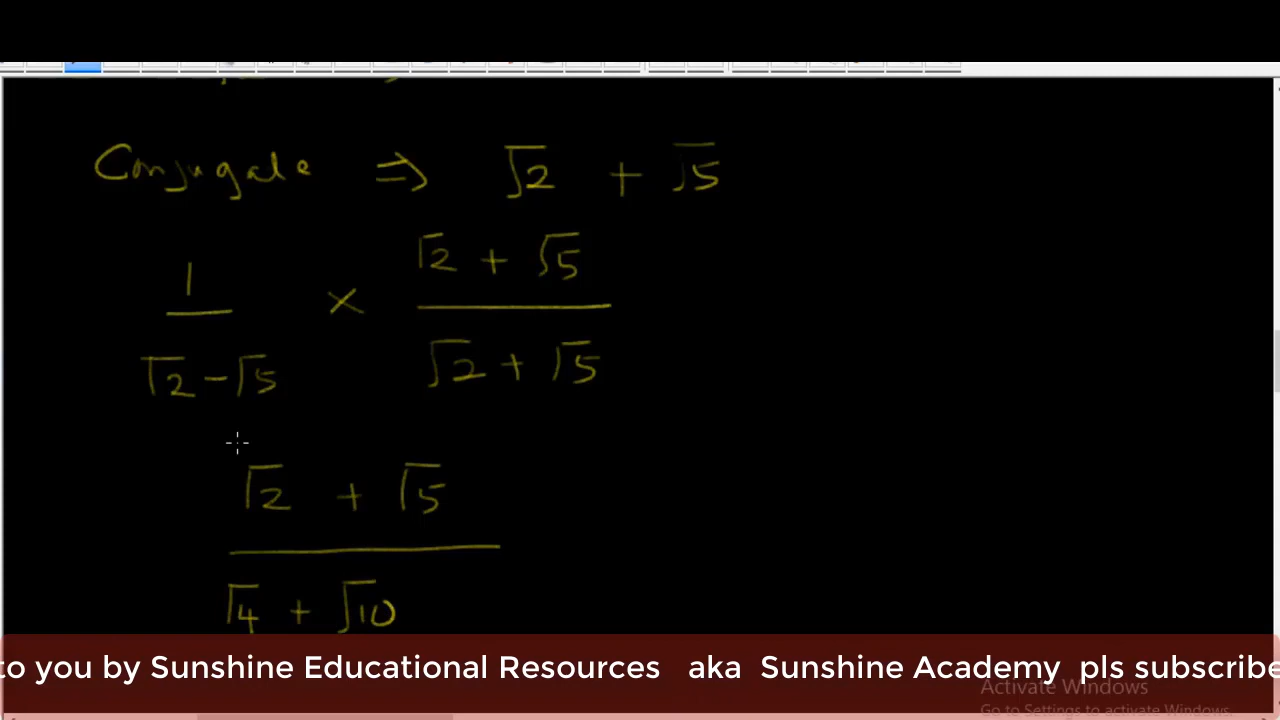 Conjugate ⇒ √2 + √5
1 / (√2 − √5) × (√2 + √5) / (√2 + √5)
√2 + √5
√4 + √10
to you by Sunshine Educational Resources aka Sunshine Academy pls subscribe
Activate Windows
Go to Settings to activate Windows.